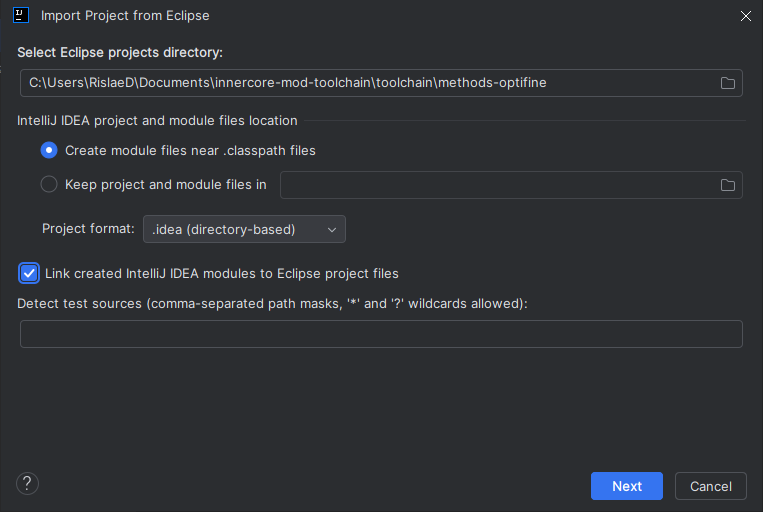 IJ
Import Project from Eclipse
Select Eclipse projects directory:
C:\Users\RislaeD\Documents\innercore-mod-toolchain\toolchain\methods-optifine
IntelliJ IDEA project and module files location
Create module files near .classpath files
Keep project and module files in
Project format: .idea (directory-based)
Link created IntelliJ IDEA modules to Eclipse project files
Detect test sources (comma-separated path masks, '*' and '?' wildcards allowed):
? Next Cancel